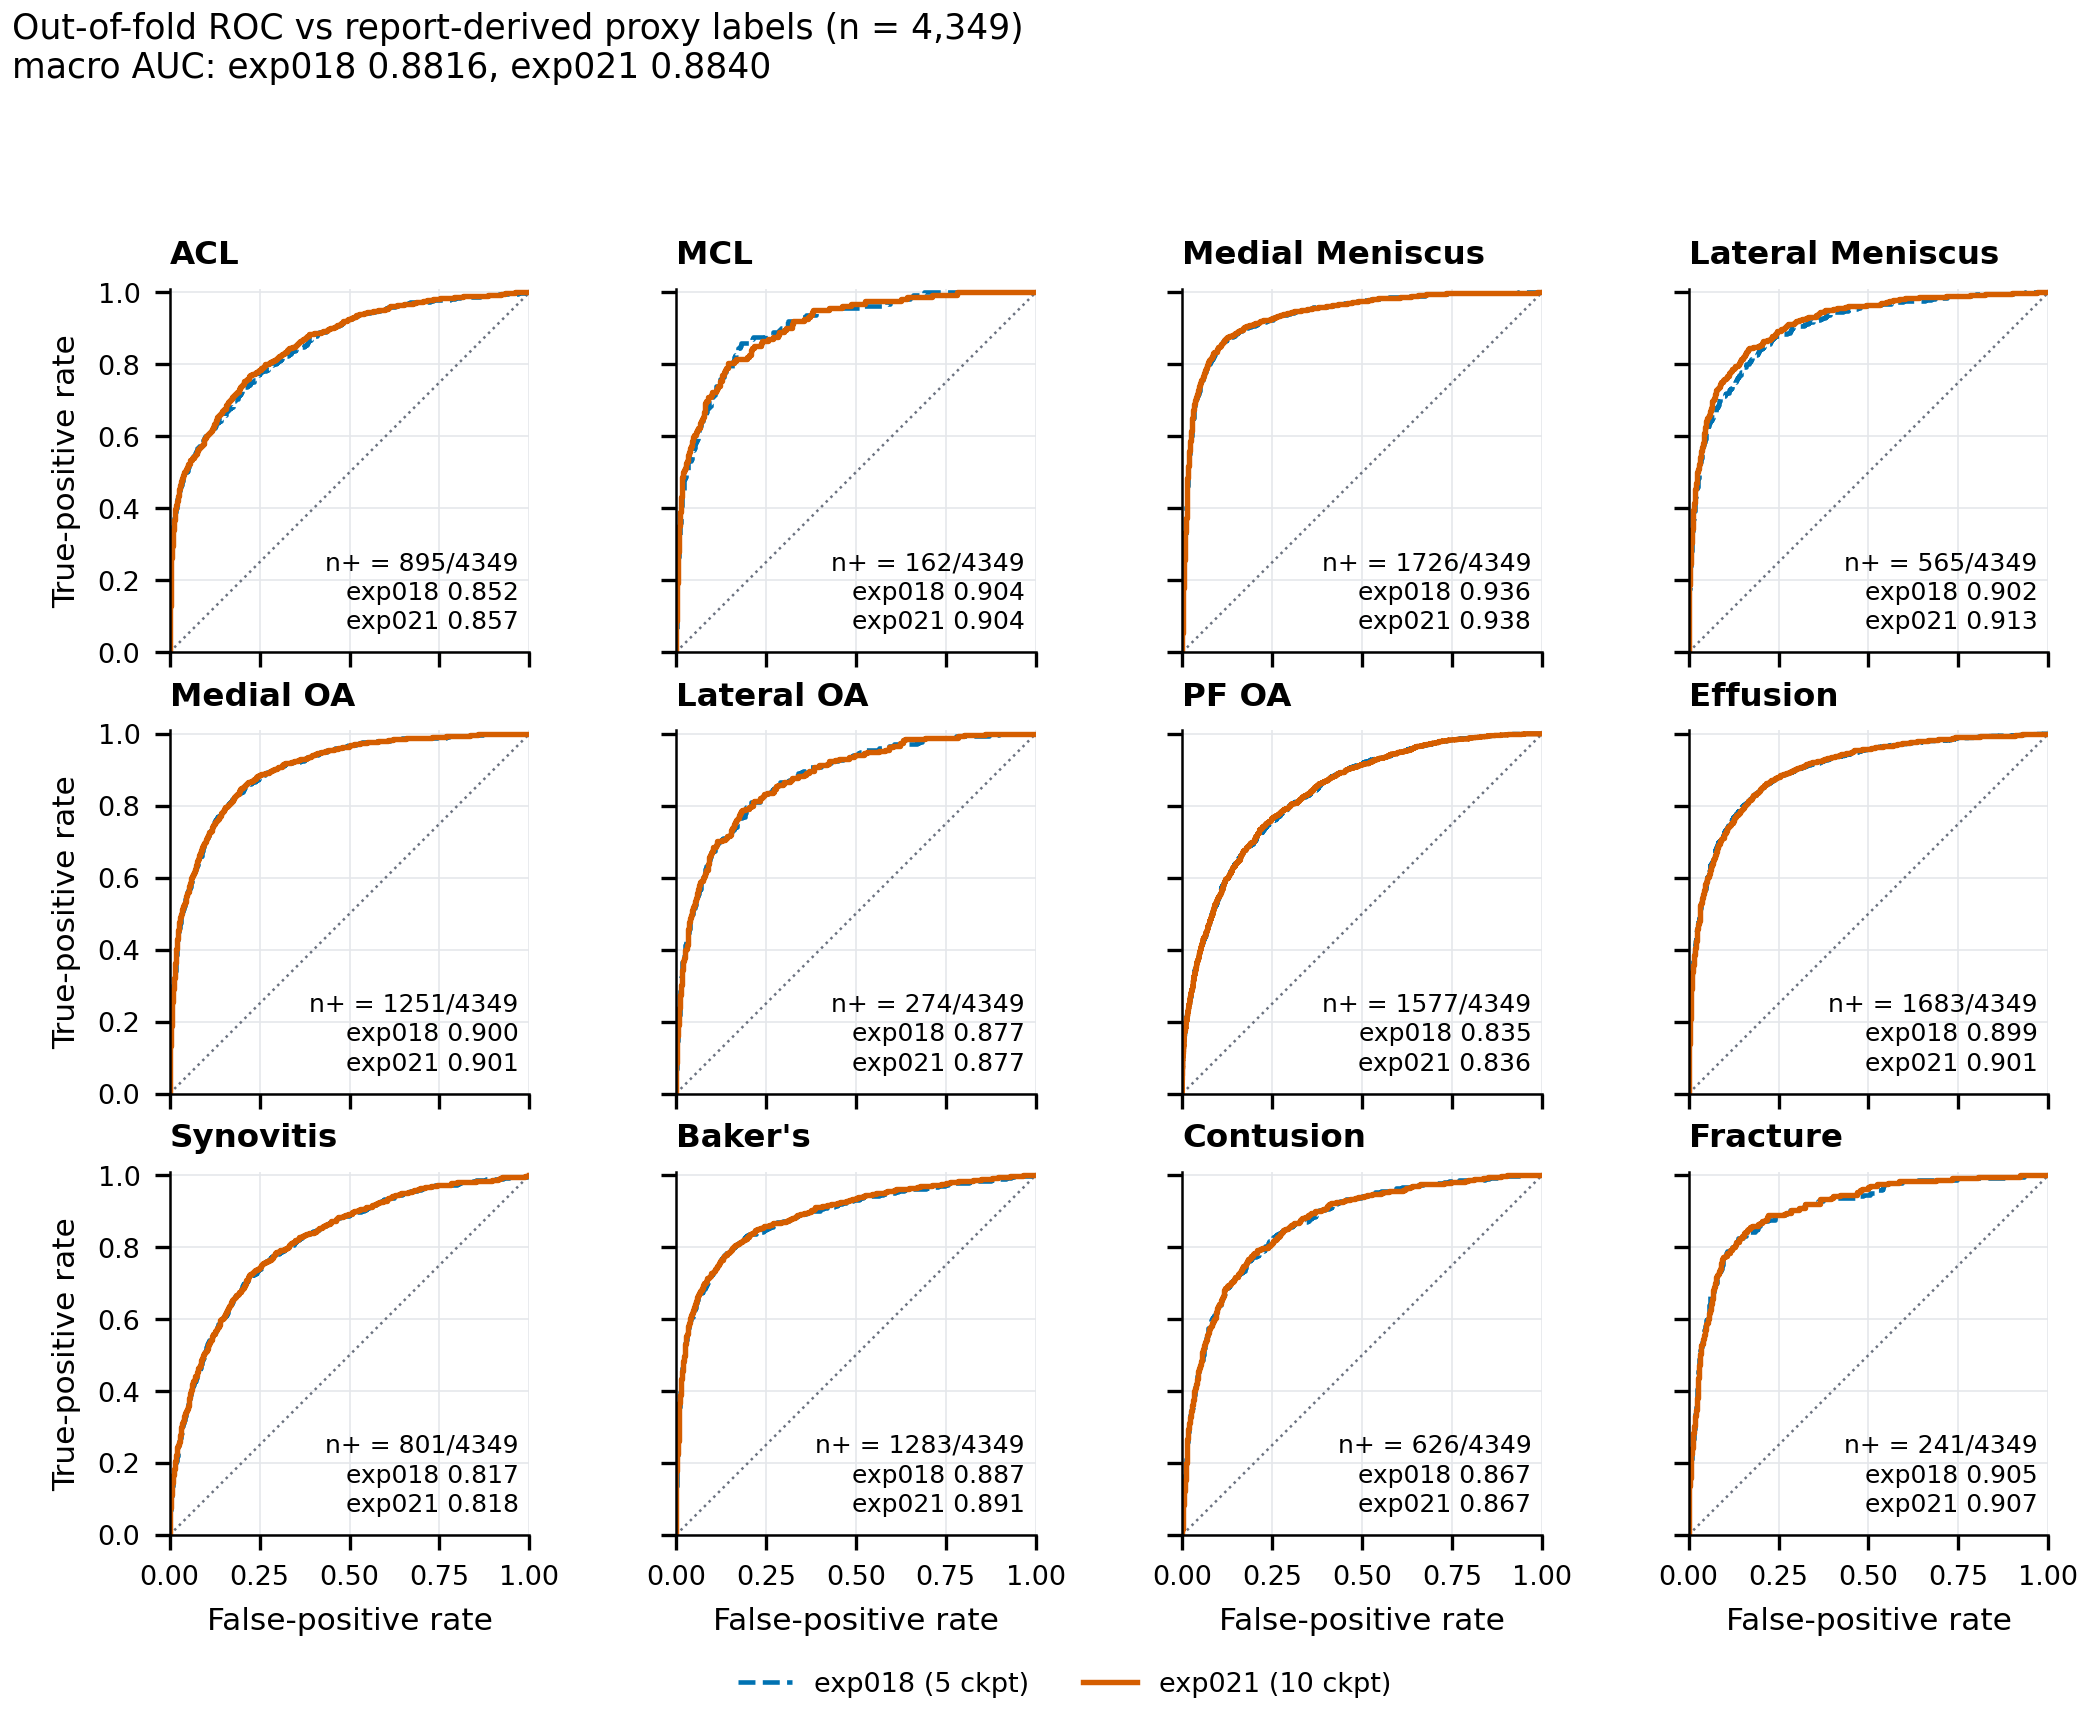 Out-of-fold ROC vs report-derived proxy labels (n = 4,349)
macro AUC: exp018 0.8816, exp021 0.8840
ACL
MCL
Medial Meniscus
Lateral Meniscus
True-positive rate
1.0
0.8
0.6
0.4
0.2
0.0
n+ = 895/4349
exp018 0.852
exp021 0.857
n+ = 162/4349
exp018 0.904
exp021 0.904
n+ = 1726/4349
exp018 0.936
exp021 0.938
n+ = 565/4349
exp018 0.902
exp021 0.913
Medial OA
Lateral OA
PF OA
Effusion
True-positive rate
1.0
0.8
0.6
0.4
0.2
0.0
n+ = 1251/4349
exp018 0.900
exp021 0.901
n+ = 274/4349
exp018 0.877
exp021 0.877
n+ = 1577/4349
exp018 0.835
exp021 0.836
n+ = 1683/4349
exp018 0.899
exp021 0.901
Synovitis
Baker's
Contusion
Fracture
True-positive rate
1.0
0.8
0.6
0.4
0.2
0.0
n+ = 801/4349
exp018 0.817
exp021 0.818
n+ = 1283/4349
exp018 0.887
exp021 0.891
n+ = 626/4349
exp018 0.867
exp021 0.867
n+ = 241/4349
exp018 0.905
exp021 0.907
0.00 0.25 0.50 0.75 1.00
0.00 0.25 0.50 0.75 1.00
0.00 0.25 0.50 0.75 1.00
0.00 0.25 0.50 0.75 1.00
False-positive rate
False-positive rate
False-positive rate
False-positive rate
exp018 (5 ckpt)
exp021 (10 ckpt)